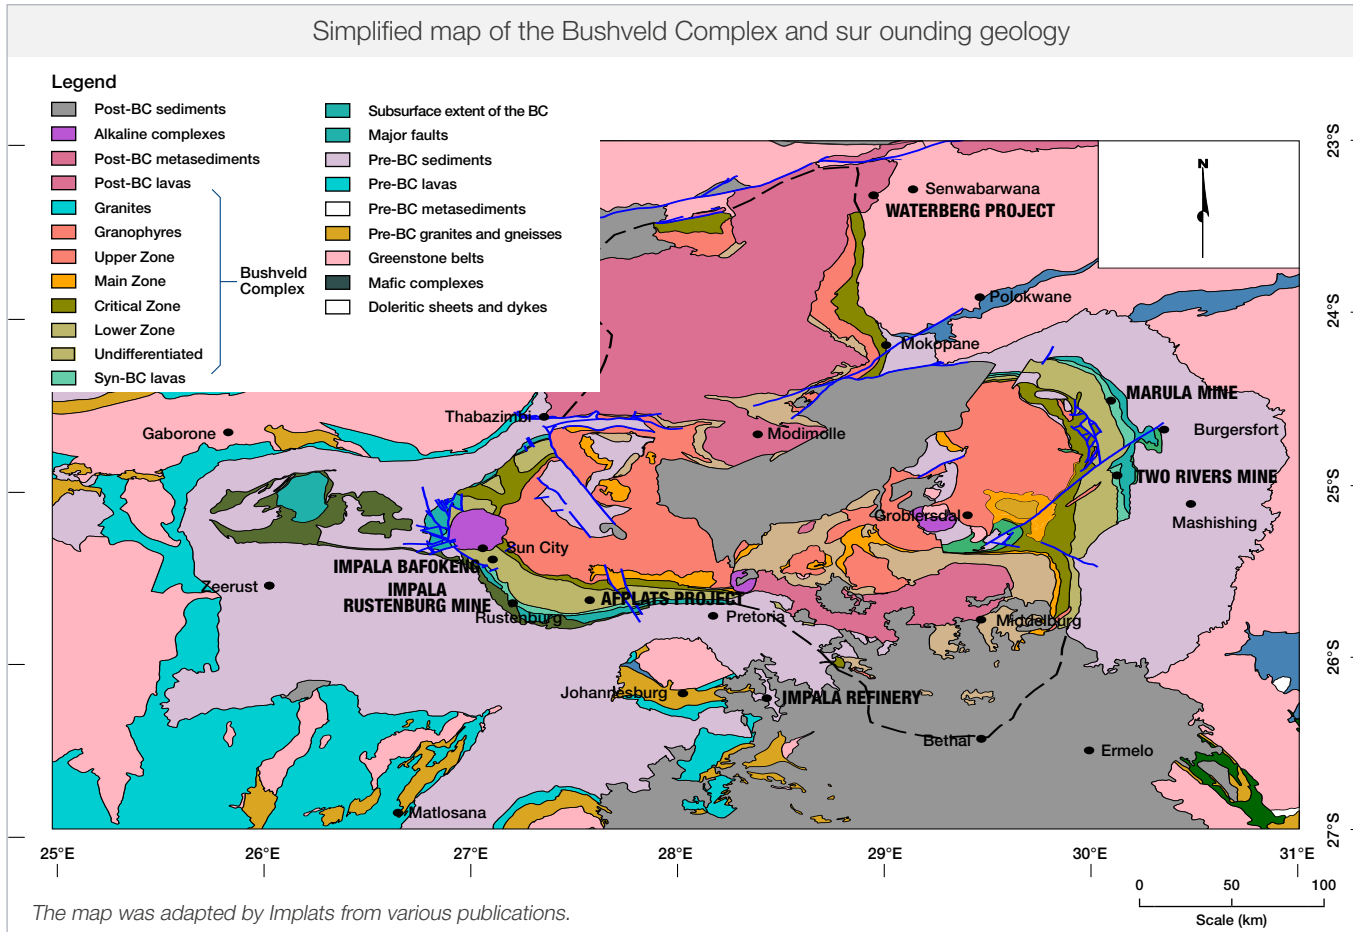 Simplified map of the Bushveld Complex and sur ounding geology
Legend
Post-BC sediments
Alkaline complexes
Post-BC metasediments
Post-BC lavas
Granites
Granophyres
Upper Zone
Main Zone
Critical Zone
Lower Zone
Undifferentiated
Syn-BC lavas
Bushveld
Complex
Subsurface extent of the BC
Major faults
Pre-BC sediments
Pre-BC lavas
Pre-BC metasediments
Pre-BC granites and gneisses
Greenstone belts
Mafic complexes
Doleritic sheets and dykes
N
23°S
24°S
25°S
26°S
27°S
Senwabarwana
WATERBERG PROJECT
Polokwane
Mokopane
MARULA MINE
Thabazimbi
Gaborone
Modimolle
Burgersfort
TWO RIVERS MINE
Groblersdal
Mashishing
Sun City
IMPALA BAFOKENG
Zeerust
IMPALA
RUSTENBURG MINE
AFPLATS PROJECT
Rustenburg
Pretoria
Middelburg
Johannesburg
IMPALA REFINERY
Bethal
Ermelo
Matlosana
25°E
26°E
27°E
28°E
29°E
30°E
31°E
0
50
100
Scale (km)
The map was adapted by Implats from various publications.